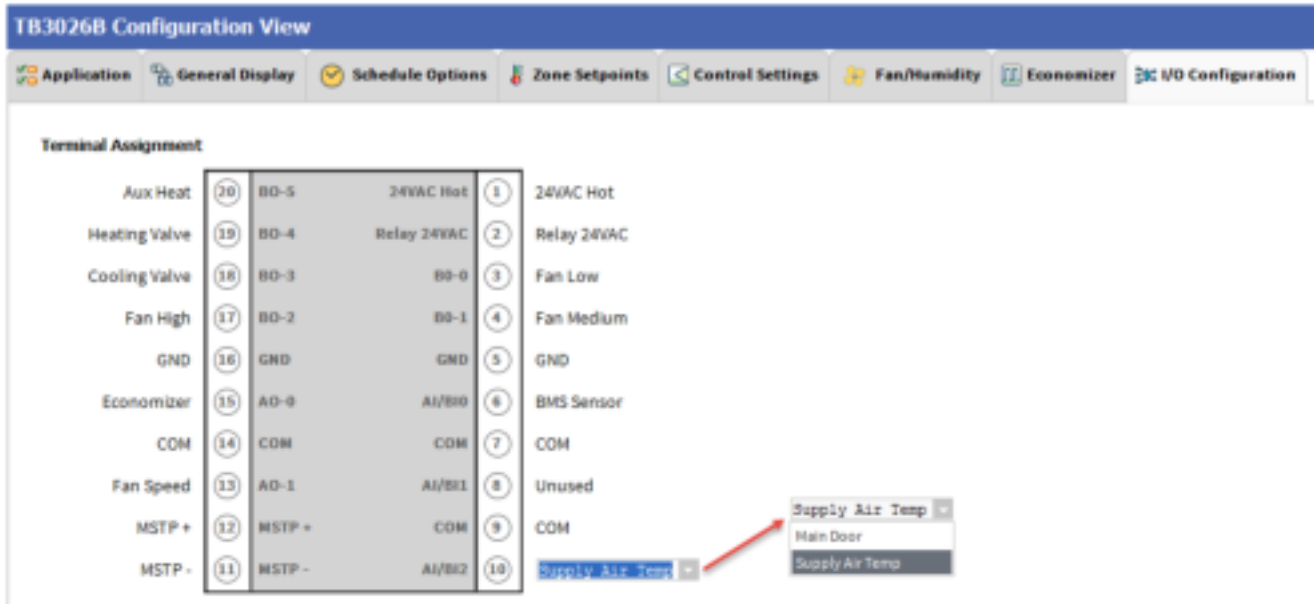 TB3026B Configuration View
Application General Display Schedule Options Zone Setpoints Control Settings Fan/Humidity Economizer I/O Configuration
Terminal Assignment
Aux Heat 20 BO-5 24VAC Hot 1 24VAC Hot
Heating Valve 19 BO-4 Relay 24VAC 2 Relay 24VAC
Cooling Valve 18 BO-3 B0-0 3 Fan Low
Fan High 17 BO-2 B0-1 4 Fan Medium
GND 16 GND GND 5 GND
Economizer 15 AO-0 AI/BI0 6 BMS Sensor
COM 14 COM COM 7 COM
Fan Speed 13 AO-1 AI/BI1 8 Unused
Supply Air Temp
MSTP + 12 MSTP + COM 9 COM
Main Door
Supply Air Temp
MSTP - 11 MSTP - AI/BI2 10 Supply Air Temp